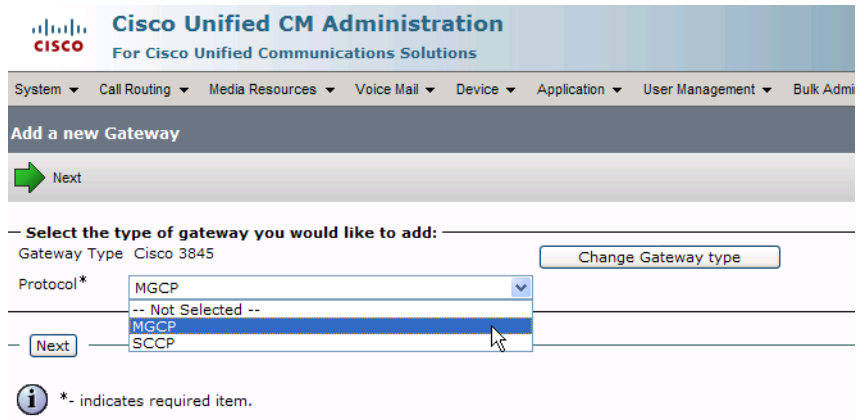 CISCO
Cisco Unified CM Administration
For Cisco Unified Communications Solutions
System Call Routing Media Resources Voice Mail Device Application User Management Bulk Admi
Add a new Gateway
Next
Select the type of gateway you would like to add:
Gateway Type Cisco 3845
Change Gateway type
Protocol*
MGCP
-- Not Selected --
MGCP
SCCP
Next
i *- indicates required item.